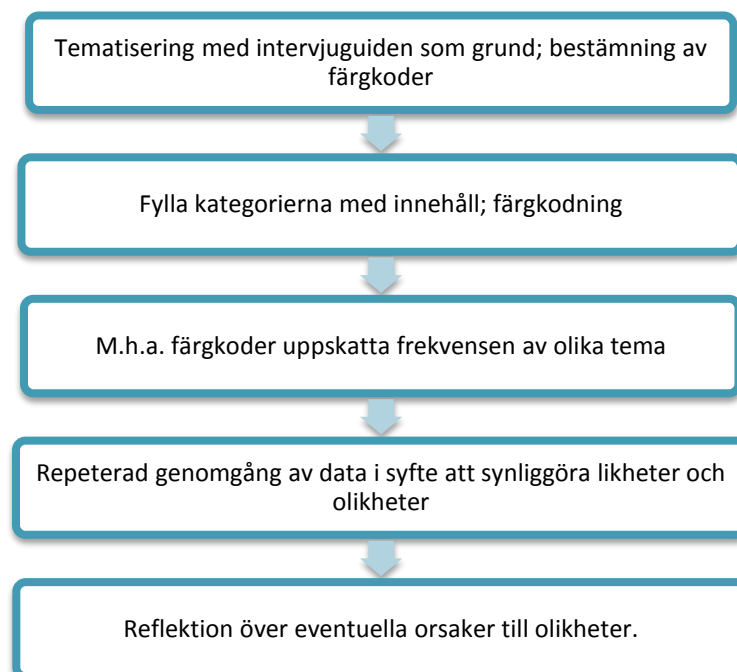 Tematisering med intervjuguiden som grund; bestämning av
färgkoder
Fylla kategorierna med innehåll; färgkodning
M.h.a. färgkoder uppskatta frekvensen av olika tema
Repeterad genomgång av data i syfte att synliggöra likheter och
olikheter
Reflektion över eventuella orsaker till olikheter.